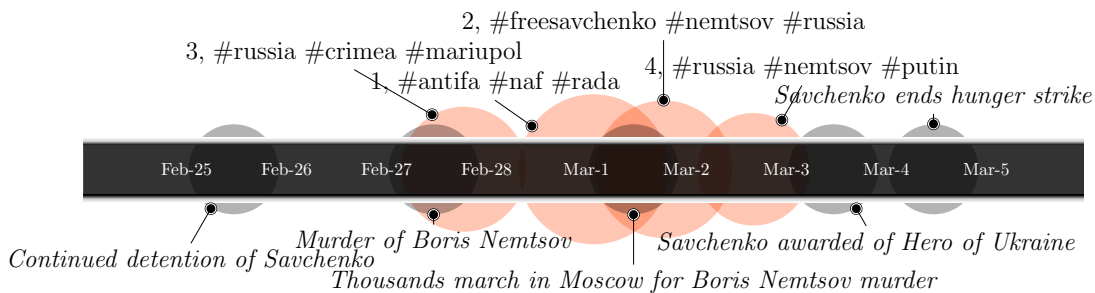 2, #freesavchenko #nemtsov #russia
3, #russia #crimea #mariupol
4, #russia #nemtsov #putin
1, #antifa #naf #rada
Savchenko ends hunger strike
Feb-25 Feb-26 Feb-27 Feb-28 Mar-1 Mar-2 Mar-3 Mar-4 Mar-5
Murder of Boris Nemtsov
Savchenko awarded of Hero of Ukraine
Continued detention of Savchenko
Thousands march in Moscow for Boris Nemtsov murder